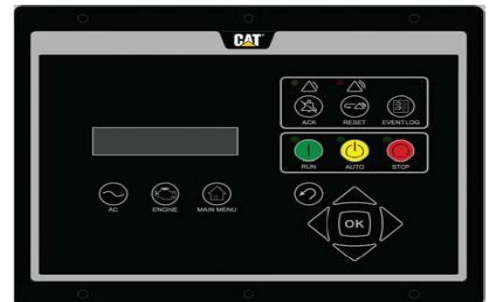 CAT
ACK RESET EVENT LOG
RUN AUTO STOP
AC ENGINE MAIN MENU
OK